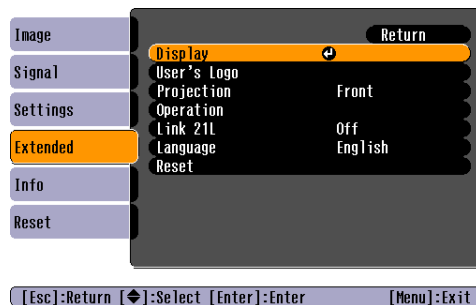 Image
Signal
Settings
Extended
Info
Reset
Return
Display
User's Logo
Projection Front
Operation
Link 21L Off
Language English
Reset
[Esc]:Return [◆]:Select [Enter]:Enter [Menu]:Exit